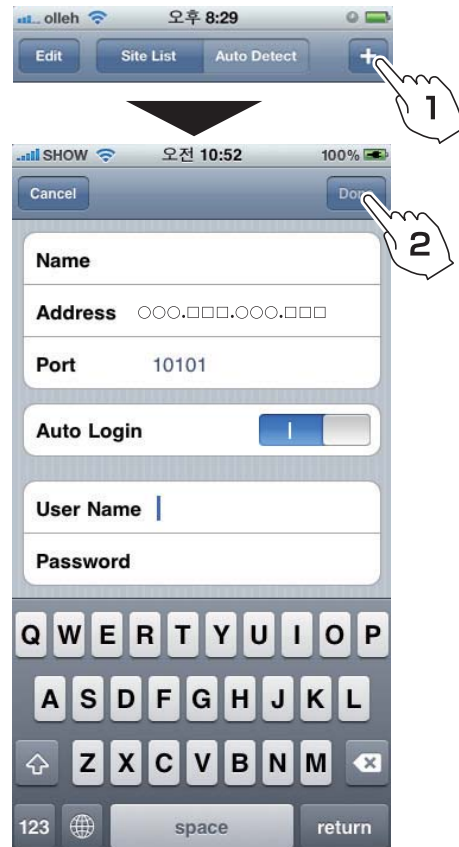 olleh 오후 8:29
Edit Site List Auto Detect +
1
SHOW 오전 10:52 100%
Cancel Done
2
Name
Address ○○○.□□□.○○○.□□□
Port 10101
Auto Login
User Name
Password
Q W E R T Y U I O P
A S D F G H J K L
Z X C V B N M
123 space return